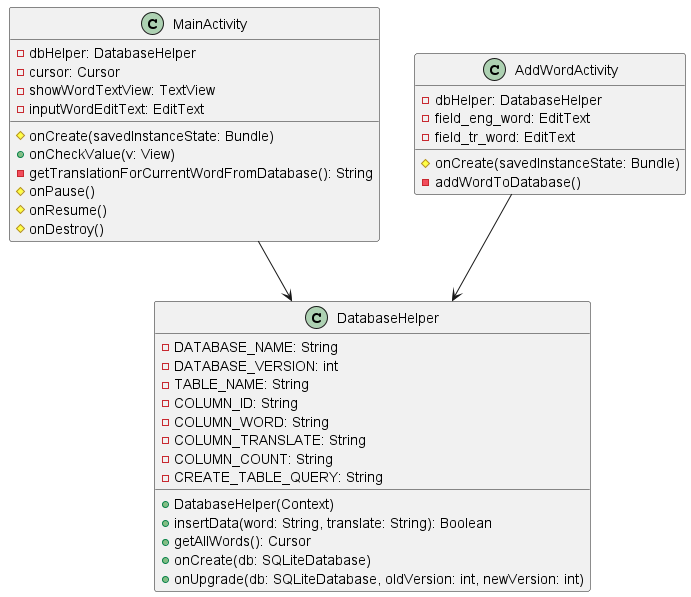 C MainActivity
dbHelper: DatabaseHelper
cursor: Cursor
showWordTextView: TextView
inputWordEditText: EditText
onCreate(savedInstanceState: Bundle)
onCheckValue(v: View)
getTranslationForCurrentWordFromDatabase(): String
onPause()
onResume()
onDestroy()
C AddWordActivity
dbHelper: DatabaseHelper
field_eng_word: EditText
field_tr_word: EditText
onCreate(savedInstanceState: Bundle)
addWordToDatabase()
C DatabaseHelper
DATABASE_NAME: String
DATABASE_VERSION: int
TABLE_NAME: String
COLUMN_ID: String
COLUMN_WORD: String
COLUMN_TRANSLATE: String
COLUMN_COUNT: String
CREATE_TABLE_QUERY: String
DatabaseHelper(Context)
insertData(word: String, translate: String): Boolean
getAllWords(): Cursor
onCreate(db: SQLiteDatabase)
onUpgrade(db: SQLiteDatabase, oldVersion: int, newVersion: int)